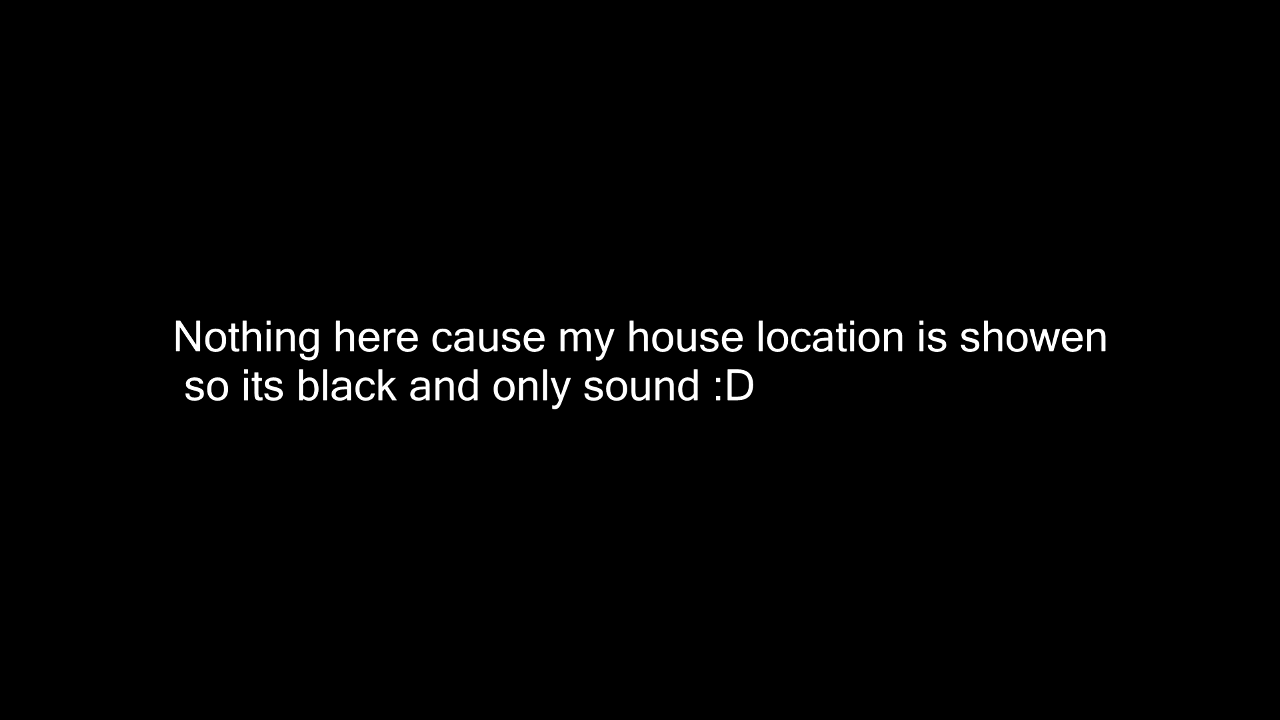 Nothing here cause my house location is showen
so its black and only sound :D